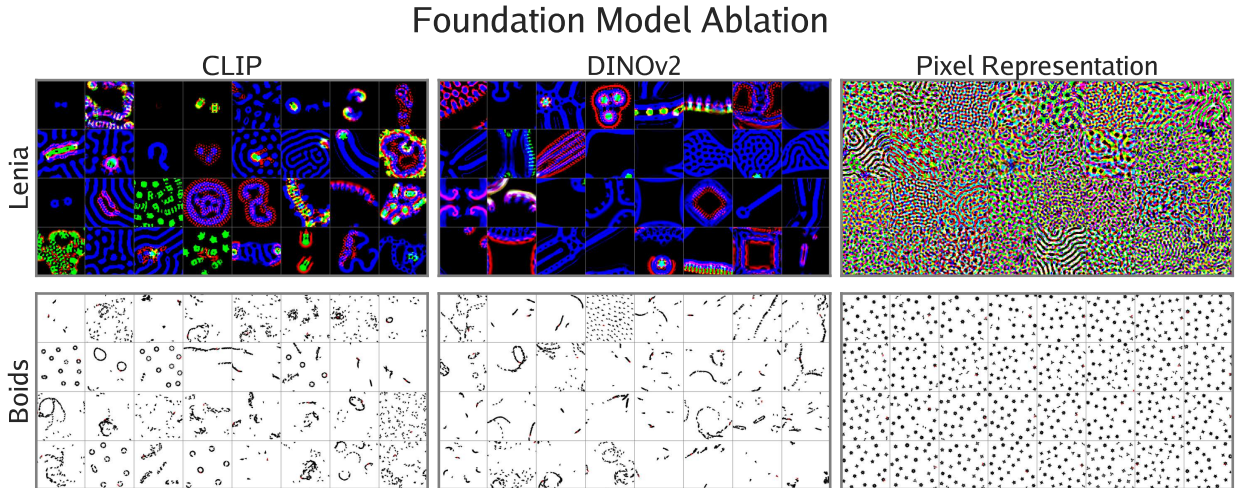 Foundation Model Ablation
CLIP
DINOv2
Pixel Representation
Lenia
Boids